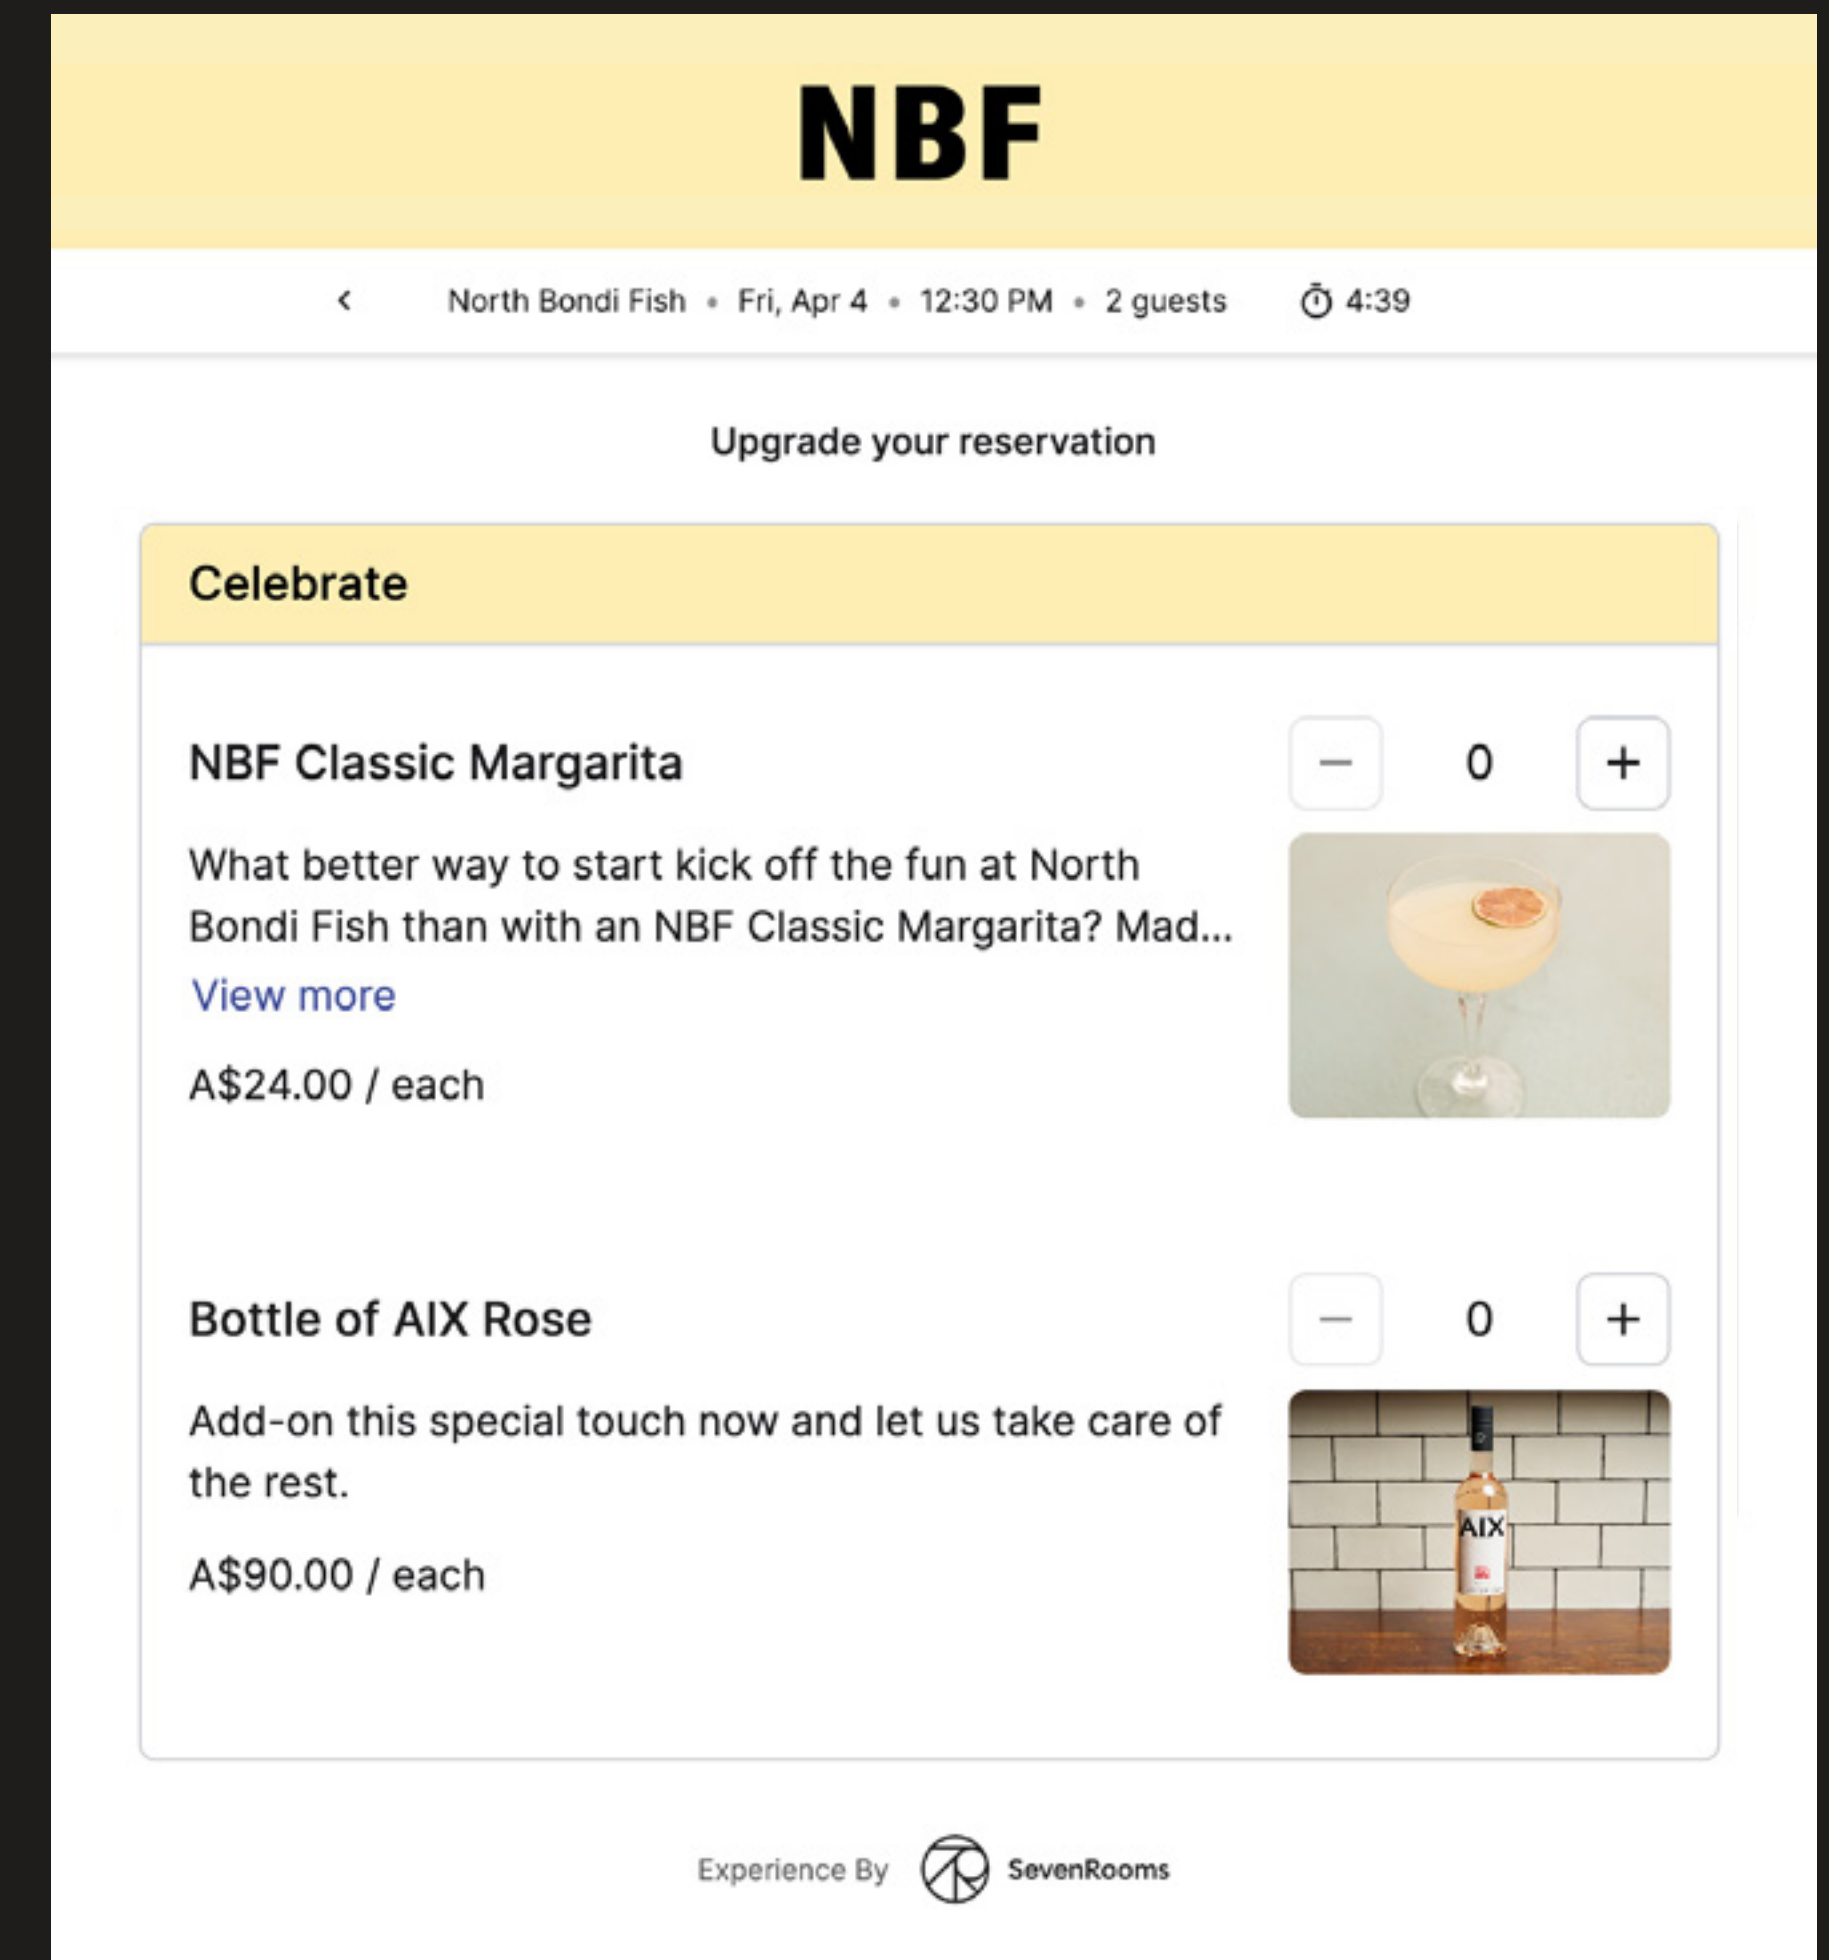 NBF
North Bondi Fish • Fri, Apr 4 • 12:30 PM • 2 guests 4:39
Upgrade your reservation
Celebrate
NBF Classic Margarita
− 0 +
What better way to start kick off the fun at North
Bondi Fish than with an NBF Classic Margarita? Mad...
View more
A$24.00 / each
Bottle of AIX Rose
− 0 +
Add-on this special touch now and let us take care of
the rest.
A$90.00 / each
AIX
Experience By SevenRooms